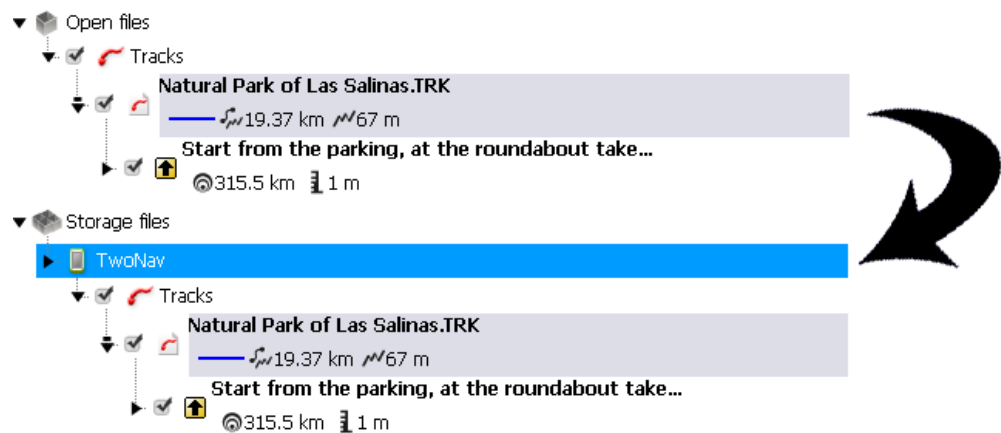 Open files
Tracks
Natural Park of Las Salinas.TRK
19.37 km 67 m
Start from the parking, at the roundabout take...
315.5 km 1 m
Storage files
TwoNav
Tracks
Natural Park of Las Salinas.TRK
19.37 km 67 m
Start from the parking, at the roundabout take...
315.5 km 1 m